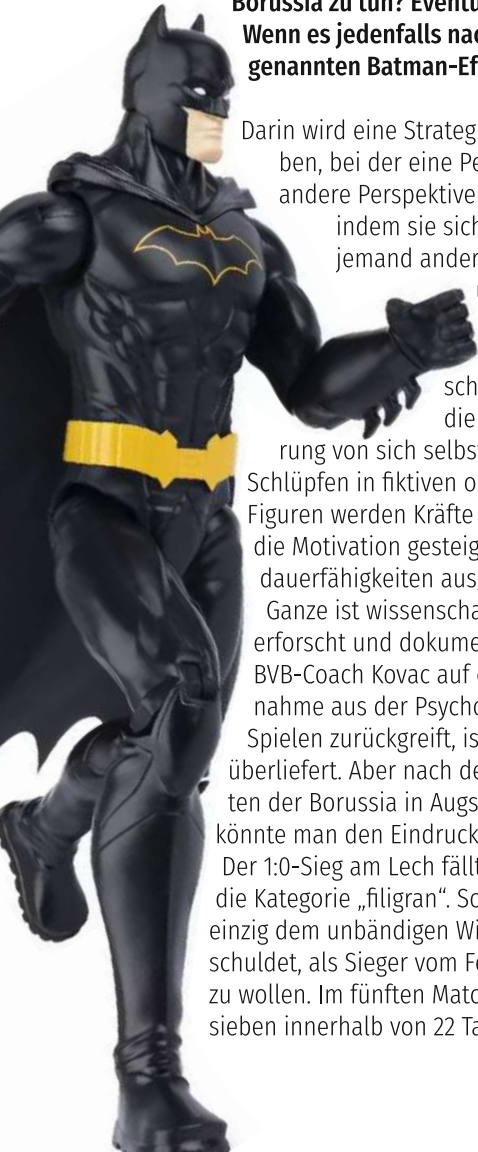 Borussia zu tun? Eventu
Wenn es jedenfalls nac
genannten Batman-Ef
Darin wird eine Strateg
ben, bei der eine Pe
andere Perspektive
indem sie sich
jemand ander
sch
die
rung von sich selbs
Schlüpfen in fiktiven o
Figuren werden Kräfte
die Motivation gesteig
dauerfähigkeiten aus
Ganze ist wissenscha
erforscht und dokume
BVB-Coach Kovac auf
nahme aus der Psycho
Spielen zurückgreift, is
überliefert. Aber nach de
ten der Borussia in Augs
könnte man den Eindruck
Der 1:0-Sieg am Lech fällt
die Kategorie „filigran“. Sc
einzig dem unbändigen Wi
schuldet, als Sieger vom Fe
zu wollen. Im fünften Matc
sieben innerhalb von 22 Ta